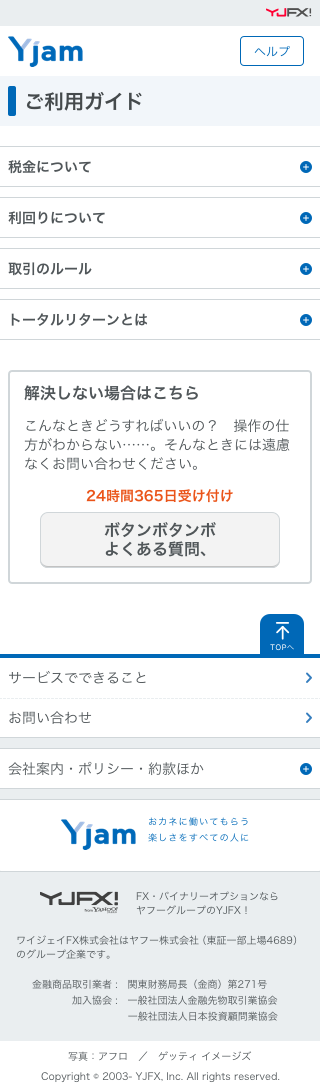 YJFX!
Yjam
ヘルプ
ご利用ガイド
税金について
利回りについて
取引のルール
トータルリターンとは
解決しない場合はこちら
こんなときどうすればいいの？　操作の仕
方がわからない……。そんなときには遠慮
なくお問い合わせください。
24時間365日受け付け
ボタンボタンボ
よくある質問、
TOPへ
サービスでできること
お問い合わせ
会社案内・ポリシー・約款ほか
Yjam
おカネに働いてもらう
楽しさをすべての人に
YJFX!
from YAHOO!
FX・バイナリーオプションなら
ヤフーグループのYJFX！
ワイジェイFX株式会社はヤフー株式会社（東証一部上場4689）
のグループ企業です。
金融商品取引業者： 関東財務局長（金商）第271号
加入協会： 一般社団法人金融先物取引業協会
一般社団法人日本投資顧問業協会
写真：アフロ　／　ゲッティ イメージズ
Copyright © 2003- YJFX, Inc. All rights reserved.